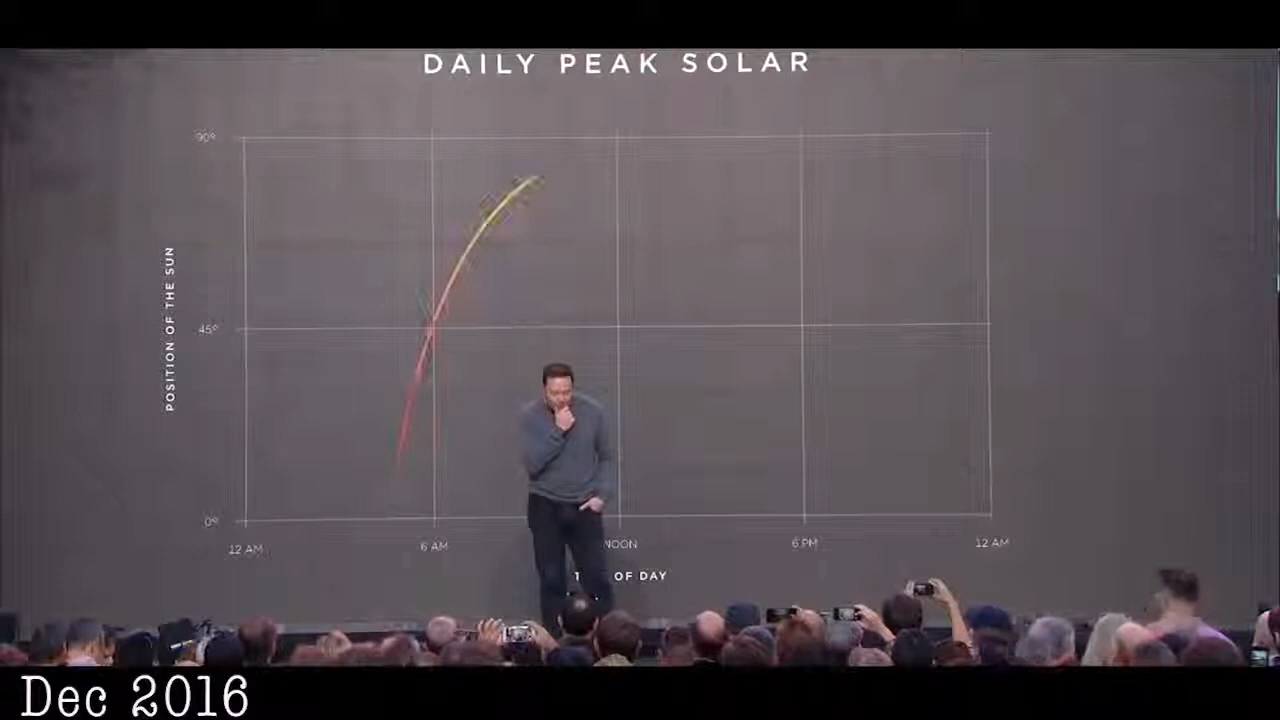 DAILY PEAK SOLAR
90°
POSITION OF THE SUN
45°
0°
12 AM
6 AM
NOON
6 PM
12 AM
OF DAY
Dec 2016